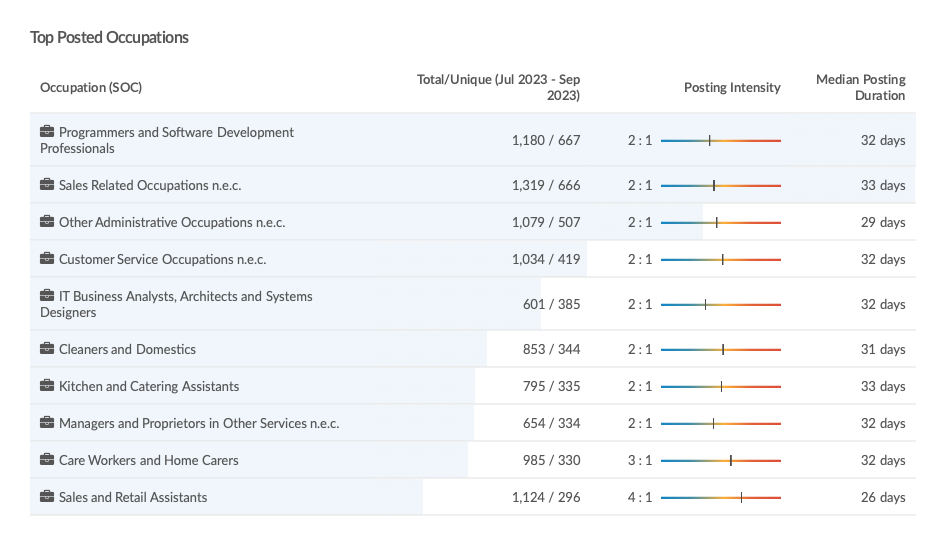 Top Posted Occupations
Occupation (SOC) Total/Unique (Jul 2023 - Sep 2023) Posting Intensity Median Posting Duration
Programmers and Software Development
Professionals 1,180 / 667 2 : 1 32 days
Sales Related Occupations n.e.c. 1,319 / 666 2 : 1 33 days
Other Administrative Occupations n.e.c. 1,079 / 507 2 : 1 29 days
Customer Service Occupations n.e.c. 1,034 / 419 2 : 1 32 days
IT Business Analysts, Architects and Systems
Designers 601 / 385 2 : 1 32 days
Cleaners and Domestics 853 / 344 2 : 1 31 days
Kitchen and Catering Assistants 795 / 335 2 : 1 33 days
Managers and Proprietors in Other Services n.e.c. 654 / 334 2 : 1 32 days
Care Workers and Home Carers 985 / 330 3 : 1 32 days
Sales and Retail Assistants 1,124 / 296 4 : 1 26 days